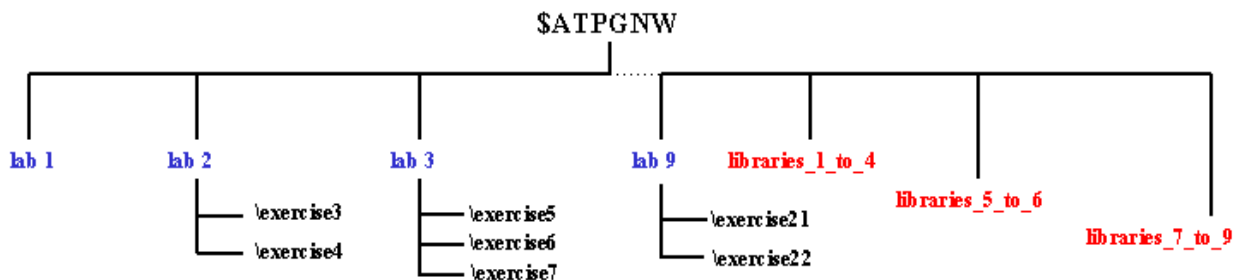 $ATPGNW
lab 1
lab 2
lab 3
lab 9
libraries_1_to_4
libraries_5_to_6
libraries_7_to_9
\exercise3
\exercise4
\exercise5
\exercise6
\exercise7
\exercise21
\exercise22